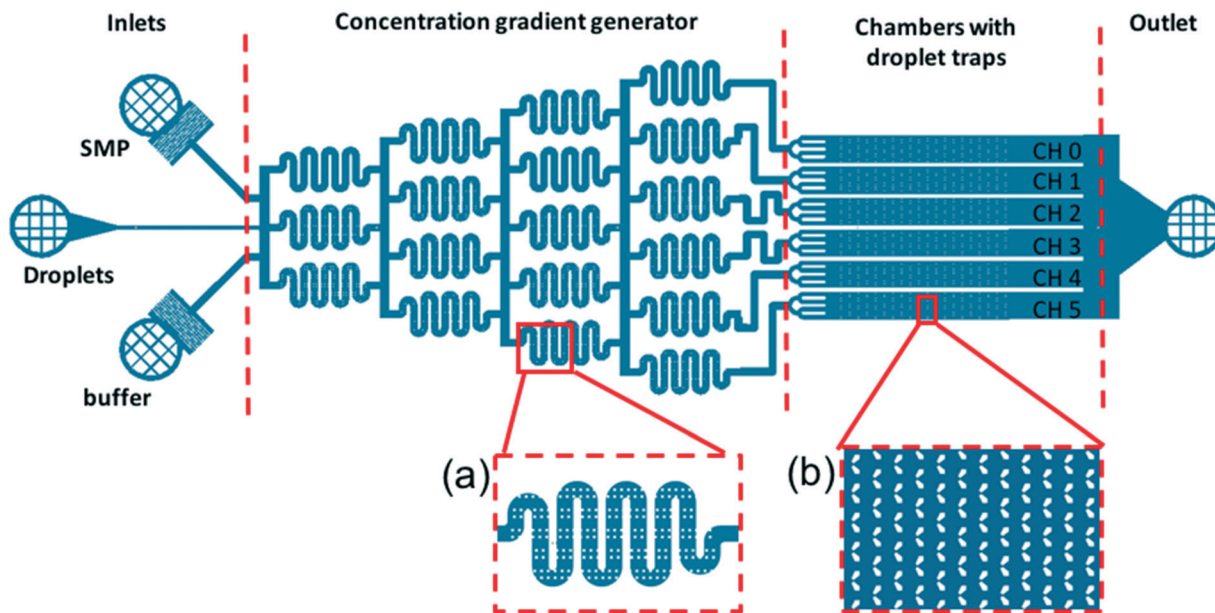 Inlets
Concentration gradient generator
Chambers with
droplet traps
Outlet
SMP
Droplets
buffer
CH 0
CH 1
CH 2
CH 3
CH 4
CH 5
(a)
(b)